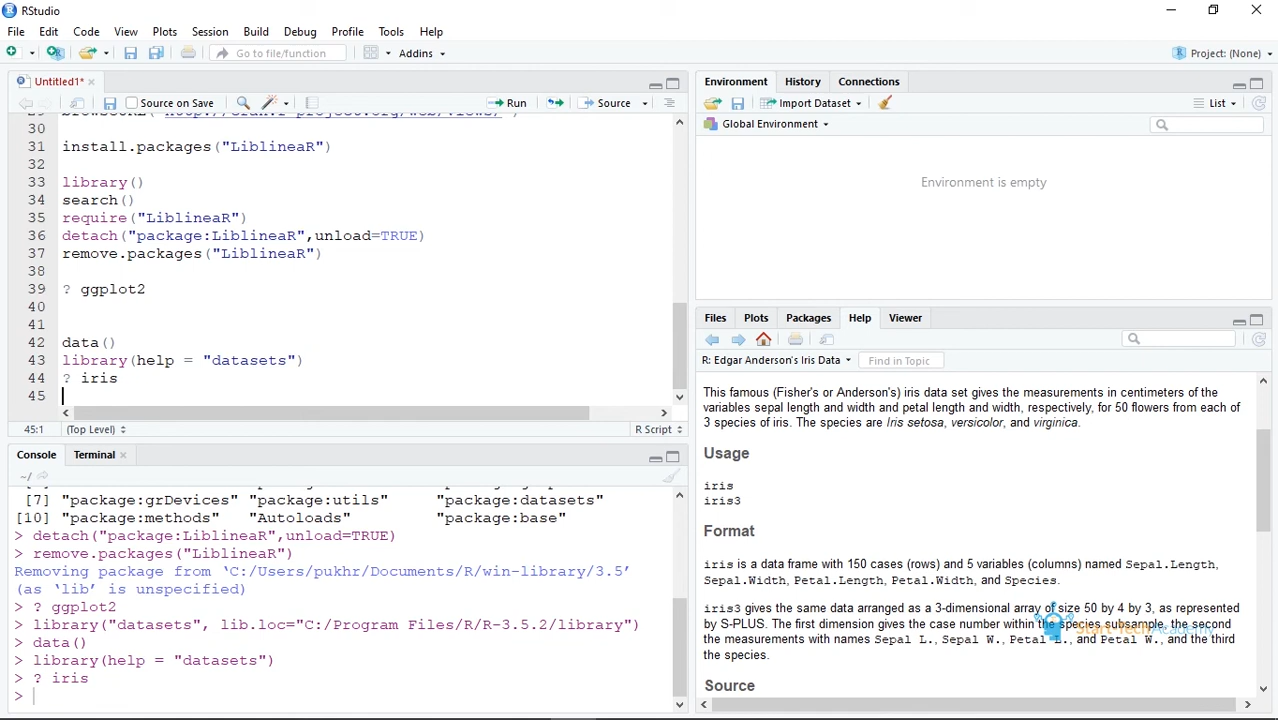 RStudio
File Edit Code View Plots Session Build Debug Profile Tools Help
Go to file/function Addins Project: (None)
Untitled1*
Source on Save Run Source
30
31 install.packages("LiblineaR")
32
33 library()
34 search()
35 require("LiblineaR")
36 detach("package:LiblineaR",unload=TRUE)
37 remove.packages("LiblineaR")
38
39 ? ggplot2
40
41
42 data()
43 library(help = "datasets")
44 ? iris
45
45:1 (Top Level) R Script
Console Terminal
~/
[7] "package:grDevices" "package:utils" "package:datasets"
[10] "package:methods" "Autoloads" "package:base"
> detach("package:LiblineaR",unload=TRUE)
> remove.packages("LiblineaR")
Removing package from ‘C:/Users/pukhr/Documents/R/win-library/3.5’
(as ‘lib’ is unspecified)
> ? ggplot2
> library("datasets", lib.loc="C:/Program Files/R/R-3.5.2/library")
> data()
> library(help = "datasets")
> ? iris
>
Environment History Connections
Import Dataset List
Global Environment
Environment is empty
Files Plots Packages Help Viewer
R: Edgar Anderson's Iris Data Find in Topic
This famous (Fisher's or Anderson's) iris data set gives the measurements in centimeters of the
variables sepal length and width and petal length and width, respectively, for 50 flowers from each of
3 species of iris. The species are Iris setosa, versicolor, and virginica.
Usage
iris
iris3
Format
iris is a data frame with 150 cases (rows) and 5 variables (columns) named Sepal.Length,
Sepal.Width, Petal.Length, Petal.Width, and Species.
iris3 gives the same data arranged as a 3-dimensional array of size 50 by 4 by 3, as represented
by S-PLUS. The first dimension gives the case number within the species subsample, the second
the measurements with names Sepal L., Sepal W., Petal L., and Petal W., and the third
the species.
Start-Tech Academy
Source